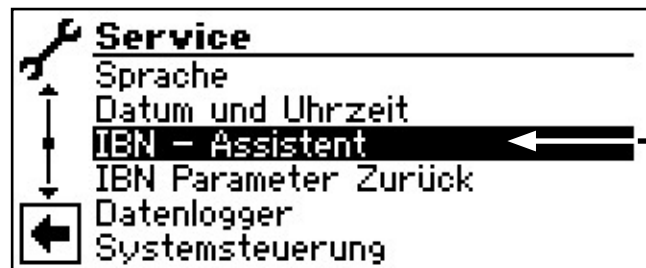 Service
Sprache
Datum und Uhrzeit
IBN - Assistent
IBN Parameter Zurück
Datenlogger
Systemsteuerung